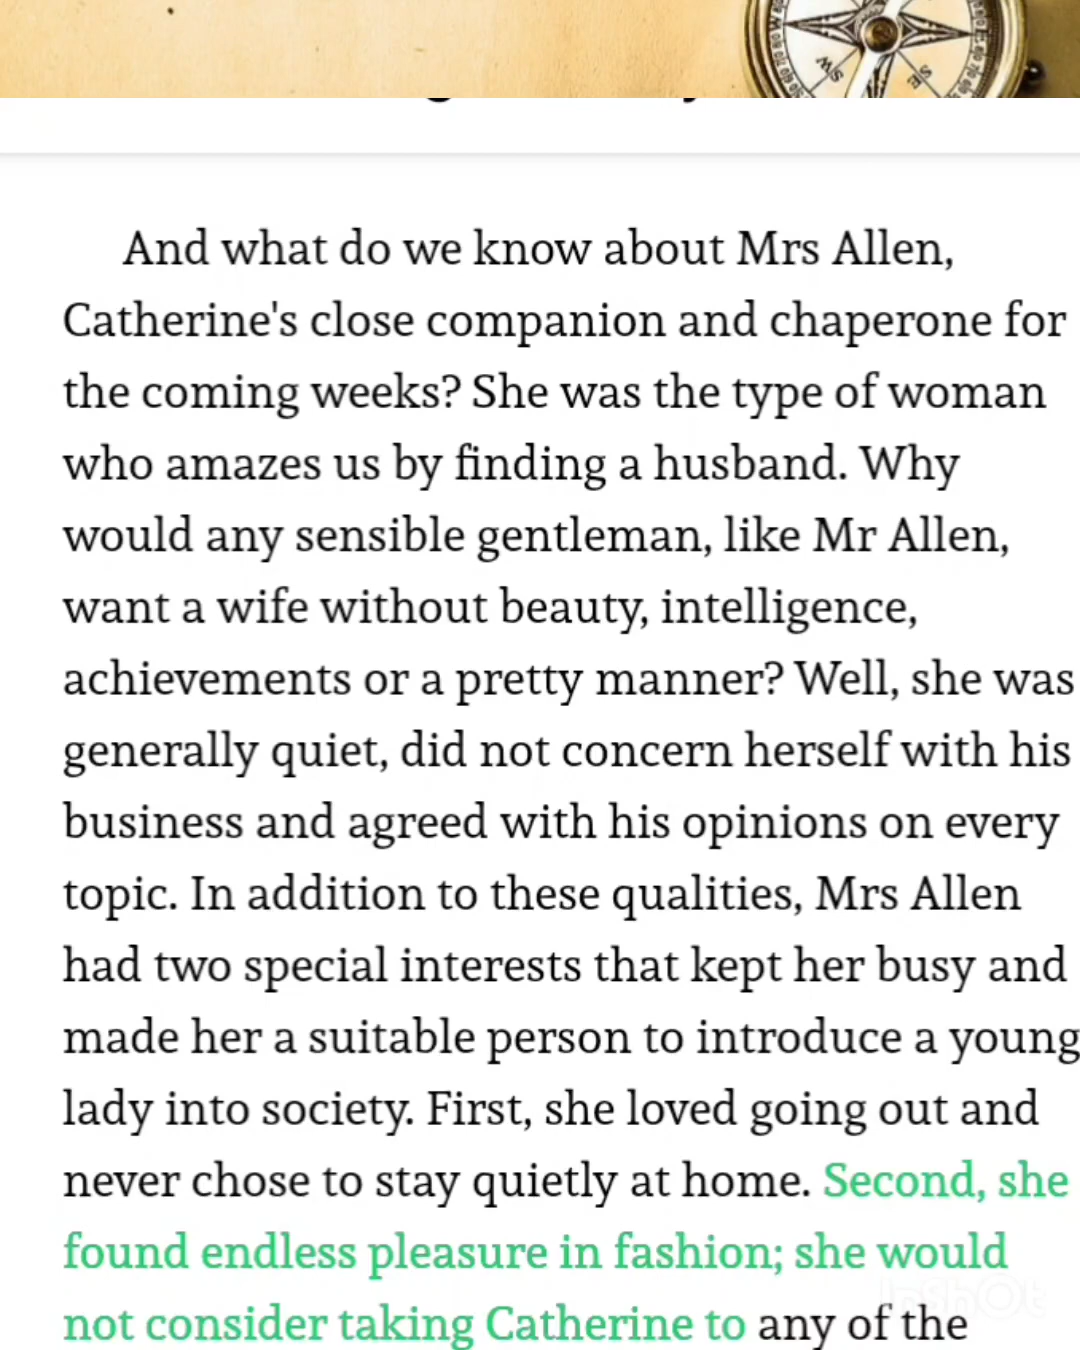 W
SW
SE
And what do we know about Mrs Allen,
Catherine's close companion and chaperone for
the coming weeks? She was the type of woman
who amazes us by finding a husband. Why
would any sensible gentleman, like Mr Allen,
want a wife without beauty, intelligence,
achievements or a pretty manner? Well, she was
generally quiet, did not concern herself with his
business and agreed with his opinions on every
topic. In addition to these qualities, Mrs Allen
had two special interests that kept her busy and
made her a suitable person to introduce a young
lady into society. First, she loved going out and
never chose to stay quietly at home. Second, she
found endless pleasure in fashion; she would
not consider taking Catherine to any of the
InShOt